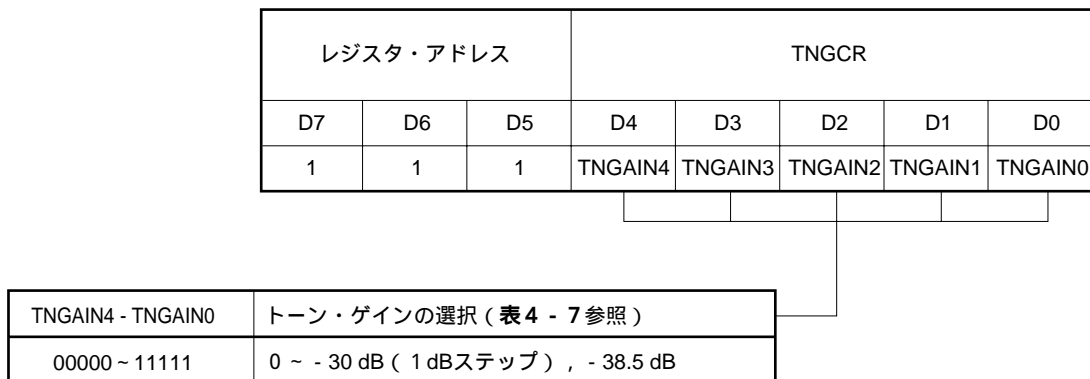 レジスタ・アドレス TNGCR
D7 D6 D5 D4 D3 D2 D1 D0
1 1 1 TNGAIN4 TNGAIN3 TNGAIN2 TNGAIN1 TNGAIN0
TNGAIN4 - TNGAIN0 トーン・ゲインの選択（表４-７参照）
00000 ~ 11111 0 ~ - 30 dB（１dBステップ）, - 38.5 dB